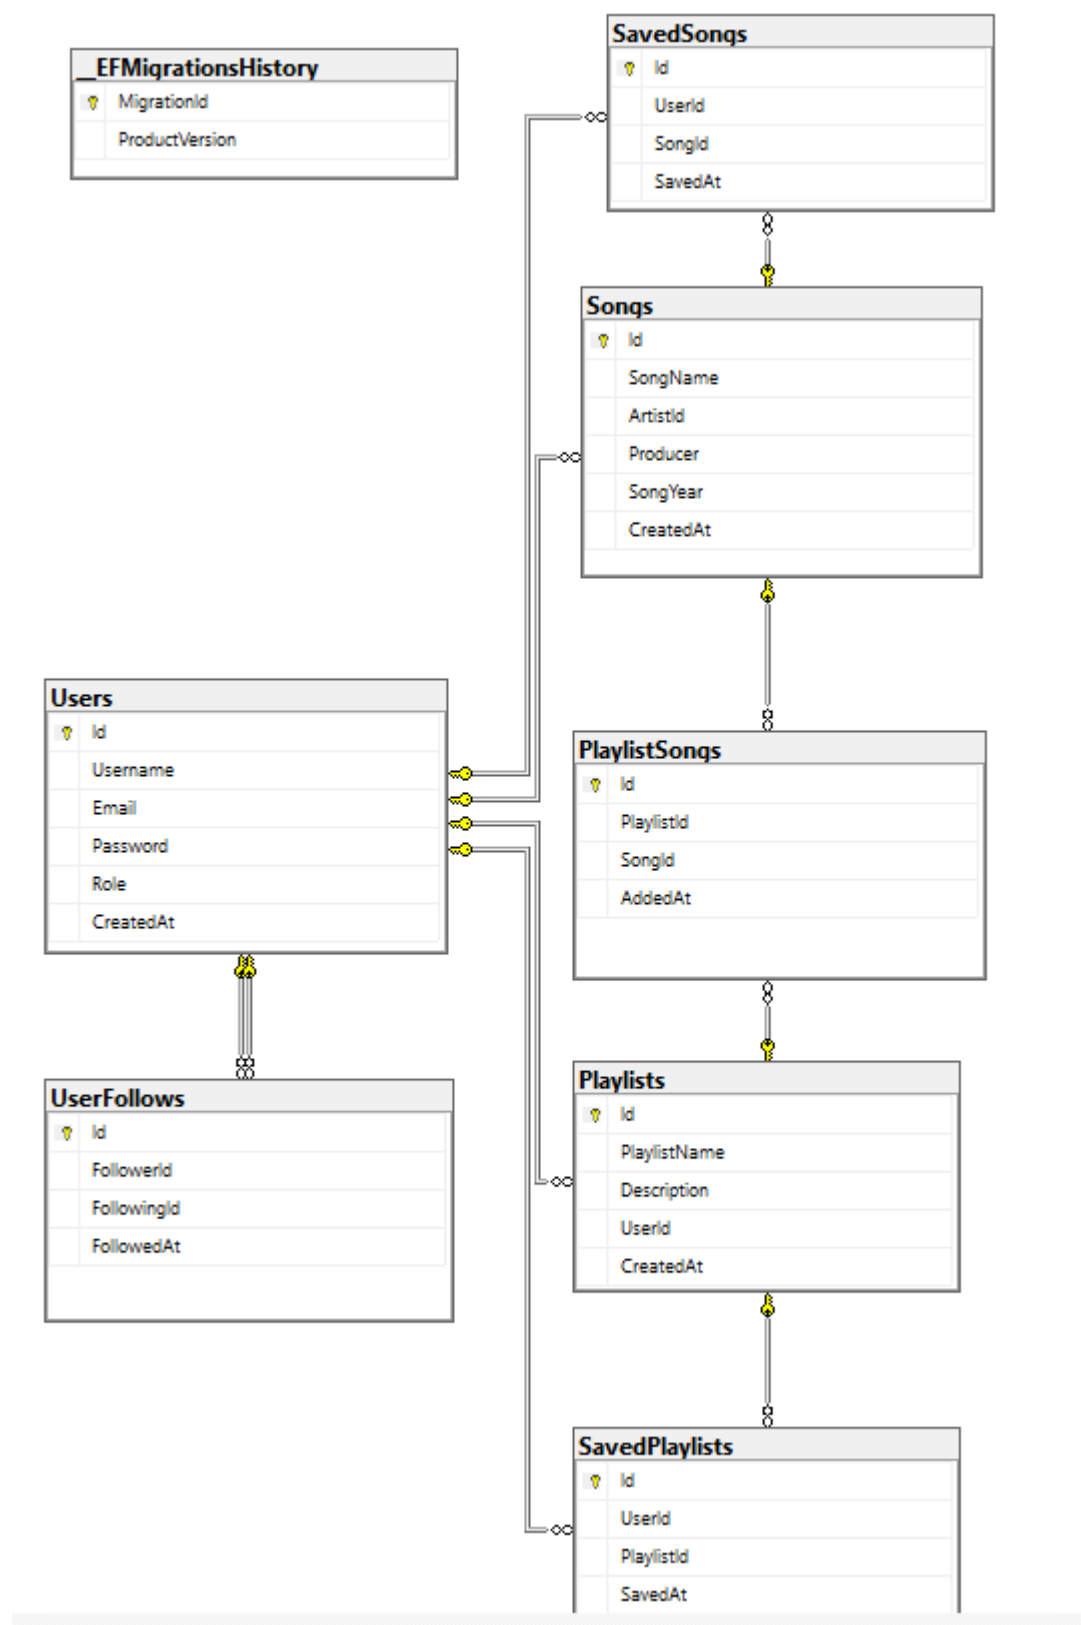 __EFMigrationsHistory
MigrationId
ProductVersion
SavedSongs
Id
UserId
SongId
SavedAt
Songs
Id
SongName
ArtistId
Producer
SongYear
CreatedAt
Users
Id
Username
Email
Password
Role
CreatedAt
PlaylistSongs
Id
PlaylistId
SongId
AddedAt
UserFollows
Id
FollowerId
FollowingId
FollowedAt
Playlists
Id
PlaylistName
Description
UserId
CreatedAt
SavedPlaylists
Id
UserId
PlaylistId
SavedAt